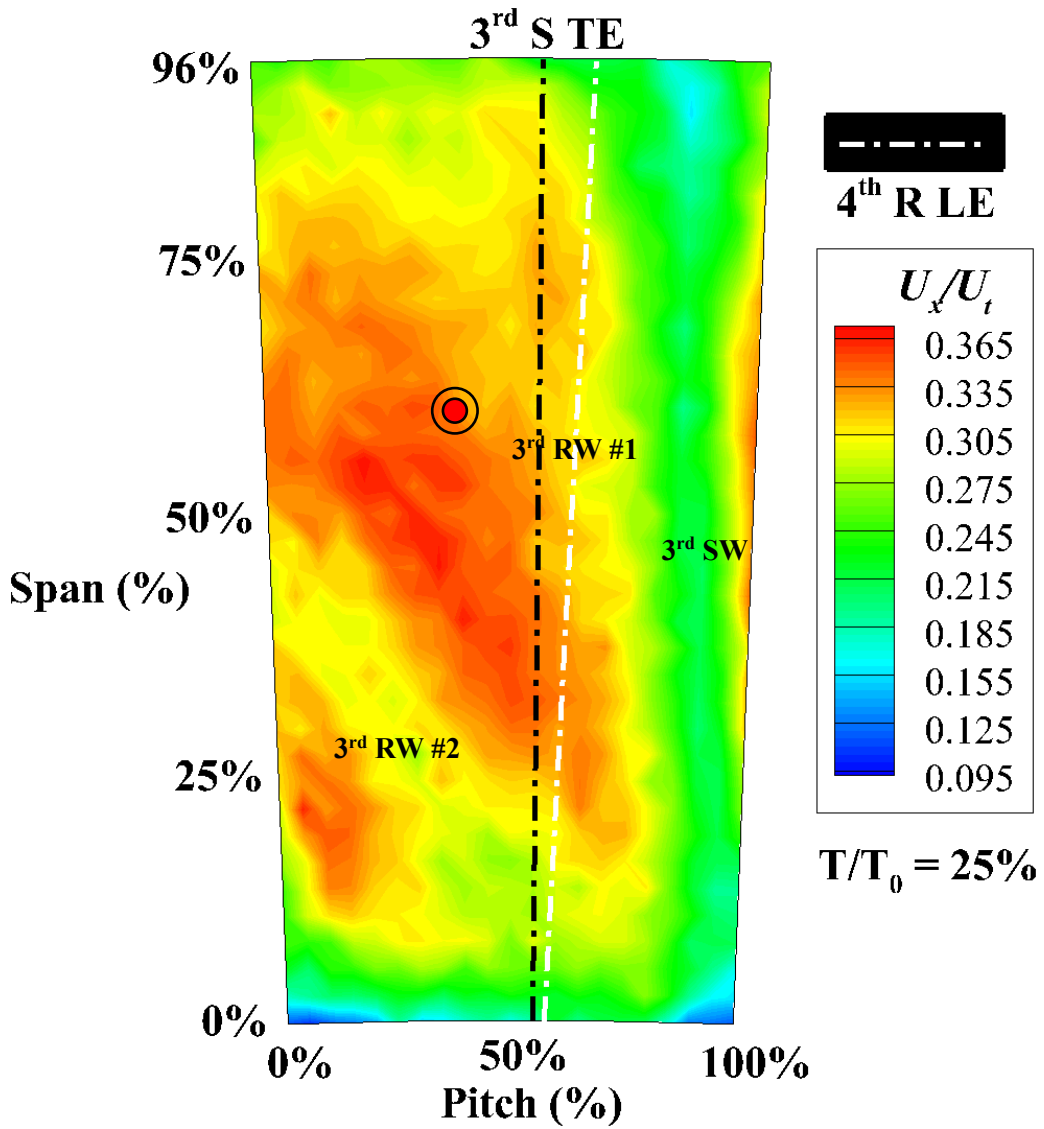 3rd S TE
96%
75%
50%
Span (%)
25%
0%
0%
50%
100%
Pitch (%)
3rd RW #1
3rd SW
3rd RW #2
4th R LE
Ux/Ut
0.365
0.335
0.305
0.275
0.245
0.215
0.185
0.155
0.125
0.095
T/T0 = 25%